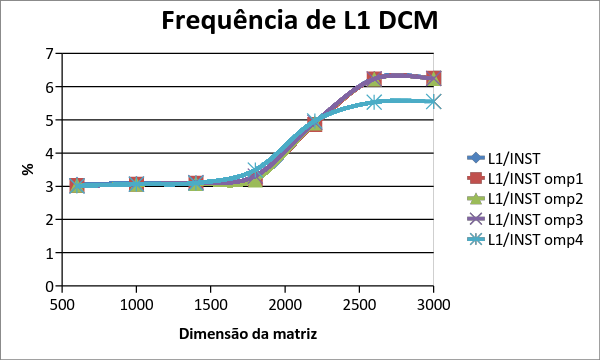 Frequência de L1 DCM
7
6
5
4
3
2
1
0
%
500
1000
1500
2000
2500
3000
Dimensão da matriz
L1/INST
L1/INST omp1
L1/INST omp2
L1/INST omp3
L1/INST omp4